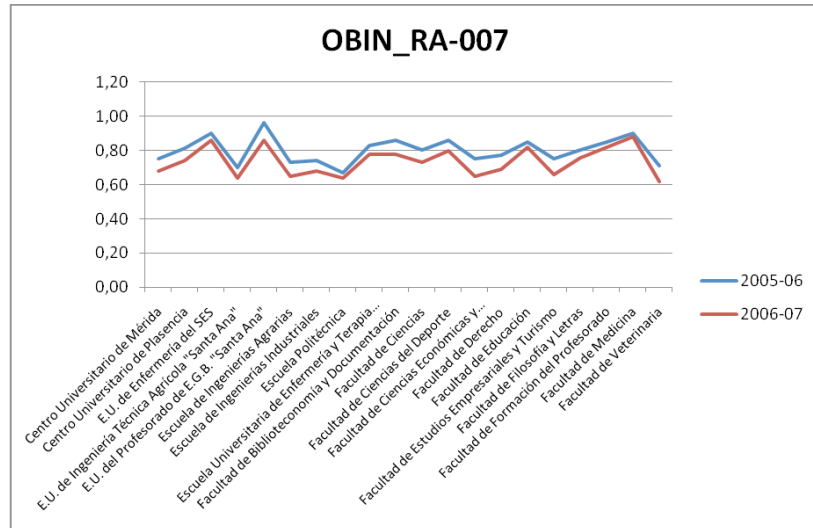 OBIN_RA-007
1,20
1,00
0,80
0,60
0,40
0,20
0,00
2005-06
2006-07
Centro Universitario de Mérida
Centro Universitario de Plasencia
E.U. de Enfermería del SES
E.U. de Ingeniería Técnica Agrícola "Santa Ana"
E.U. del Profesorado de E.G.B. "Santa Ana"
Escuela de Ingenierías Agrarias
Escuela de Ingenierías Industriales
Escuela Politécnica
Escuela Universitaria de Enfermería y Terapia...
Facultad de Biblioteconomía y Documentación
Facultad de Ciencias
Facultad de Ciencias del Deporte
Facultad de Ciencias Económicas y...
Facultad de Derecho
Facultad de Educación
Facultad de Estudios Empresariales y Turismo
Facultad de Filosofía y Letras
Facultad de Formación del Profesorado
Facultad de Medicina
Facultad de Veterinaria